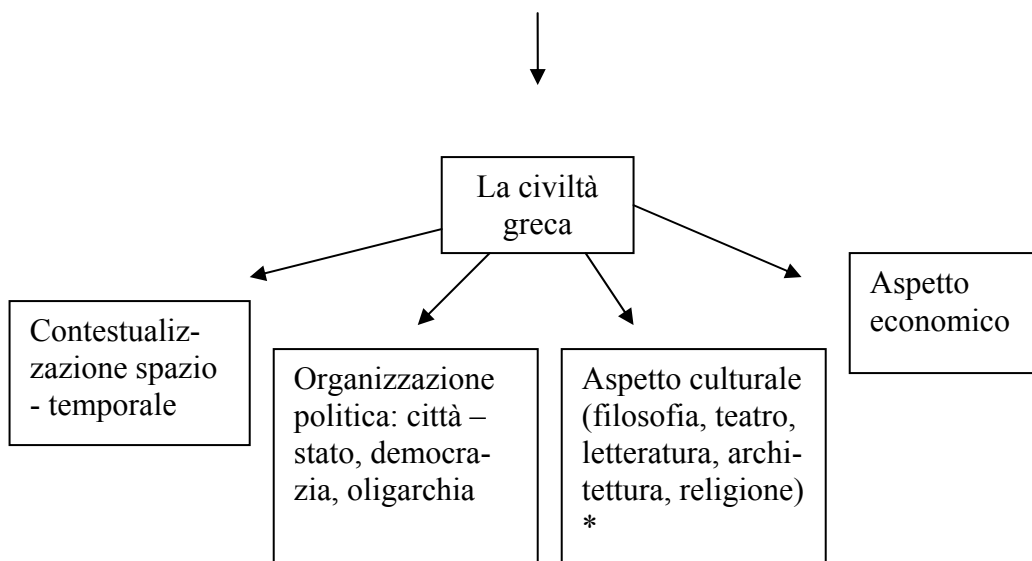 La civiltà
greca
Contestualiz-
zazione spazio
- temporale
Organizzazione
politica: città –
stato, democra-
zia, oligarchia
Aspetto culturale
(filosofia, teatro,
letteratura, archi-
tettura, religione)
*
Aspetto
economico